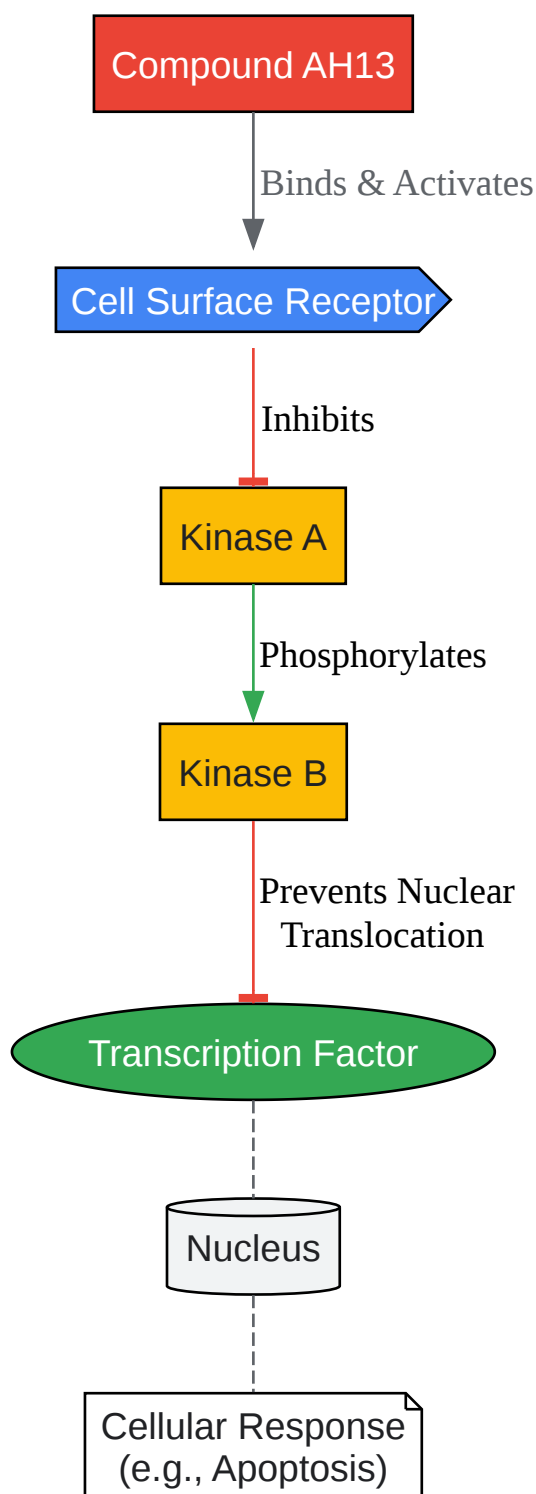 Compound AH13
Binds & Activates
Cell Surface Receptor
Inhibits
Kinase A
Phosphorylates
Kinase B
Prevents Nuclear
Translocation
Transcription Factor
Nucleus
Cellular Response
(e.g., Apoptosis)